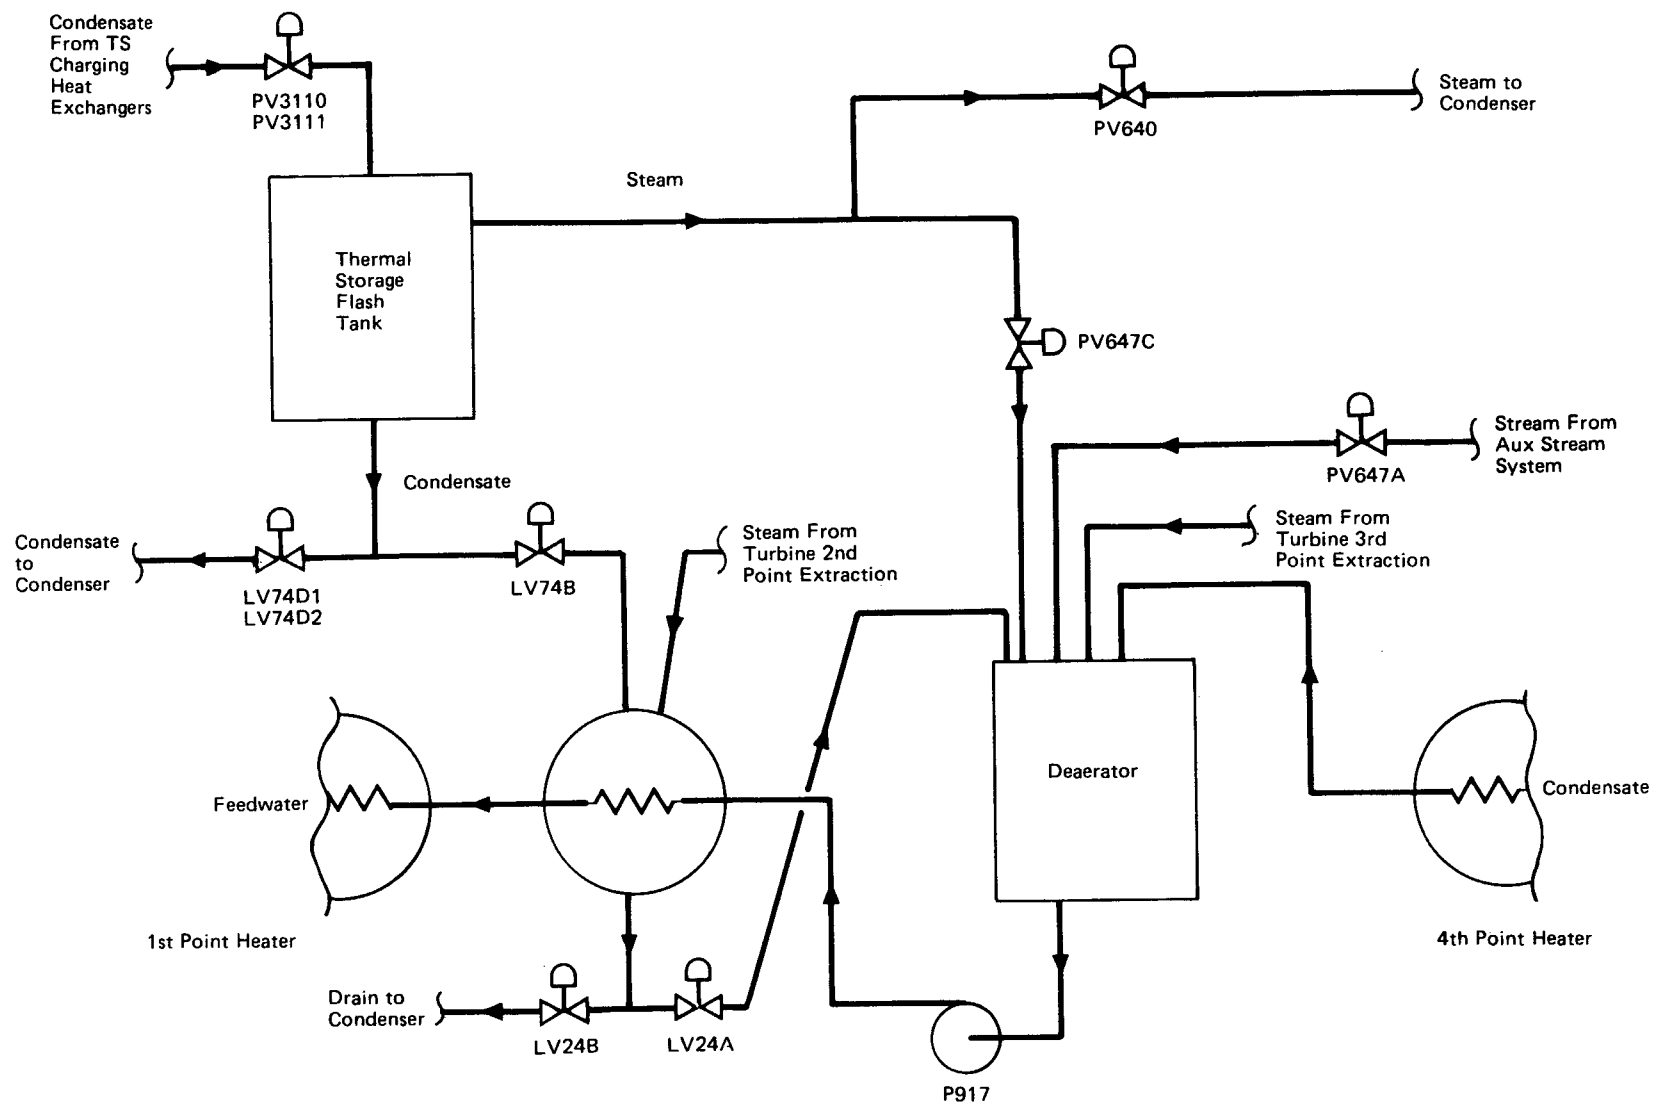 Condensate
From TS
Charging
Heat
Exchangers
PV3110
PV3111
PV640
Steam to
Condenser
Steam
Thermal
Storage
Flash
Tank
PV647C
Stream From
Aux Stream
System
PV647A
Condensate
Steam From
Turbine 3rd
Point Extraction
Steam From
Turbine 2nd
Point Extraction
Condensate
to
Condenser
LV74D1
LV74D2
LV74B
Deaerator
Feedwater
Condensate
1st Point Heater
4th Point Heater
Drain to
Condenser
LV24B
LV24A
P917